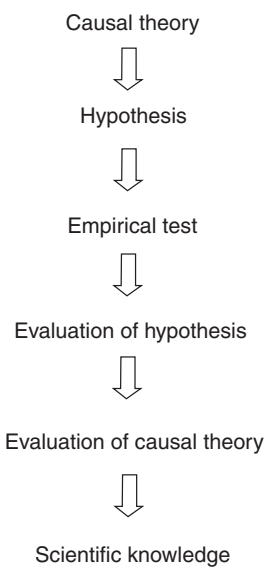 Causal theory
Hypothesis
Empirical test
Evaluation of hypothesis
Evaluation of causal theory
Scientific knowledge